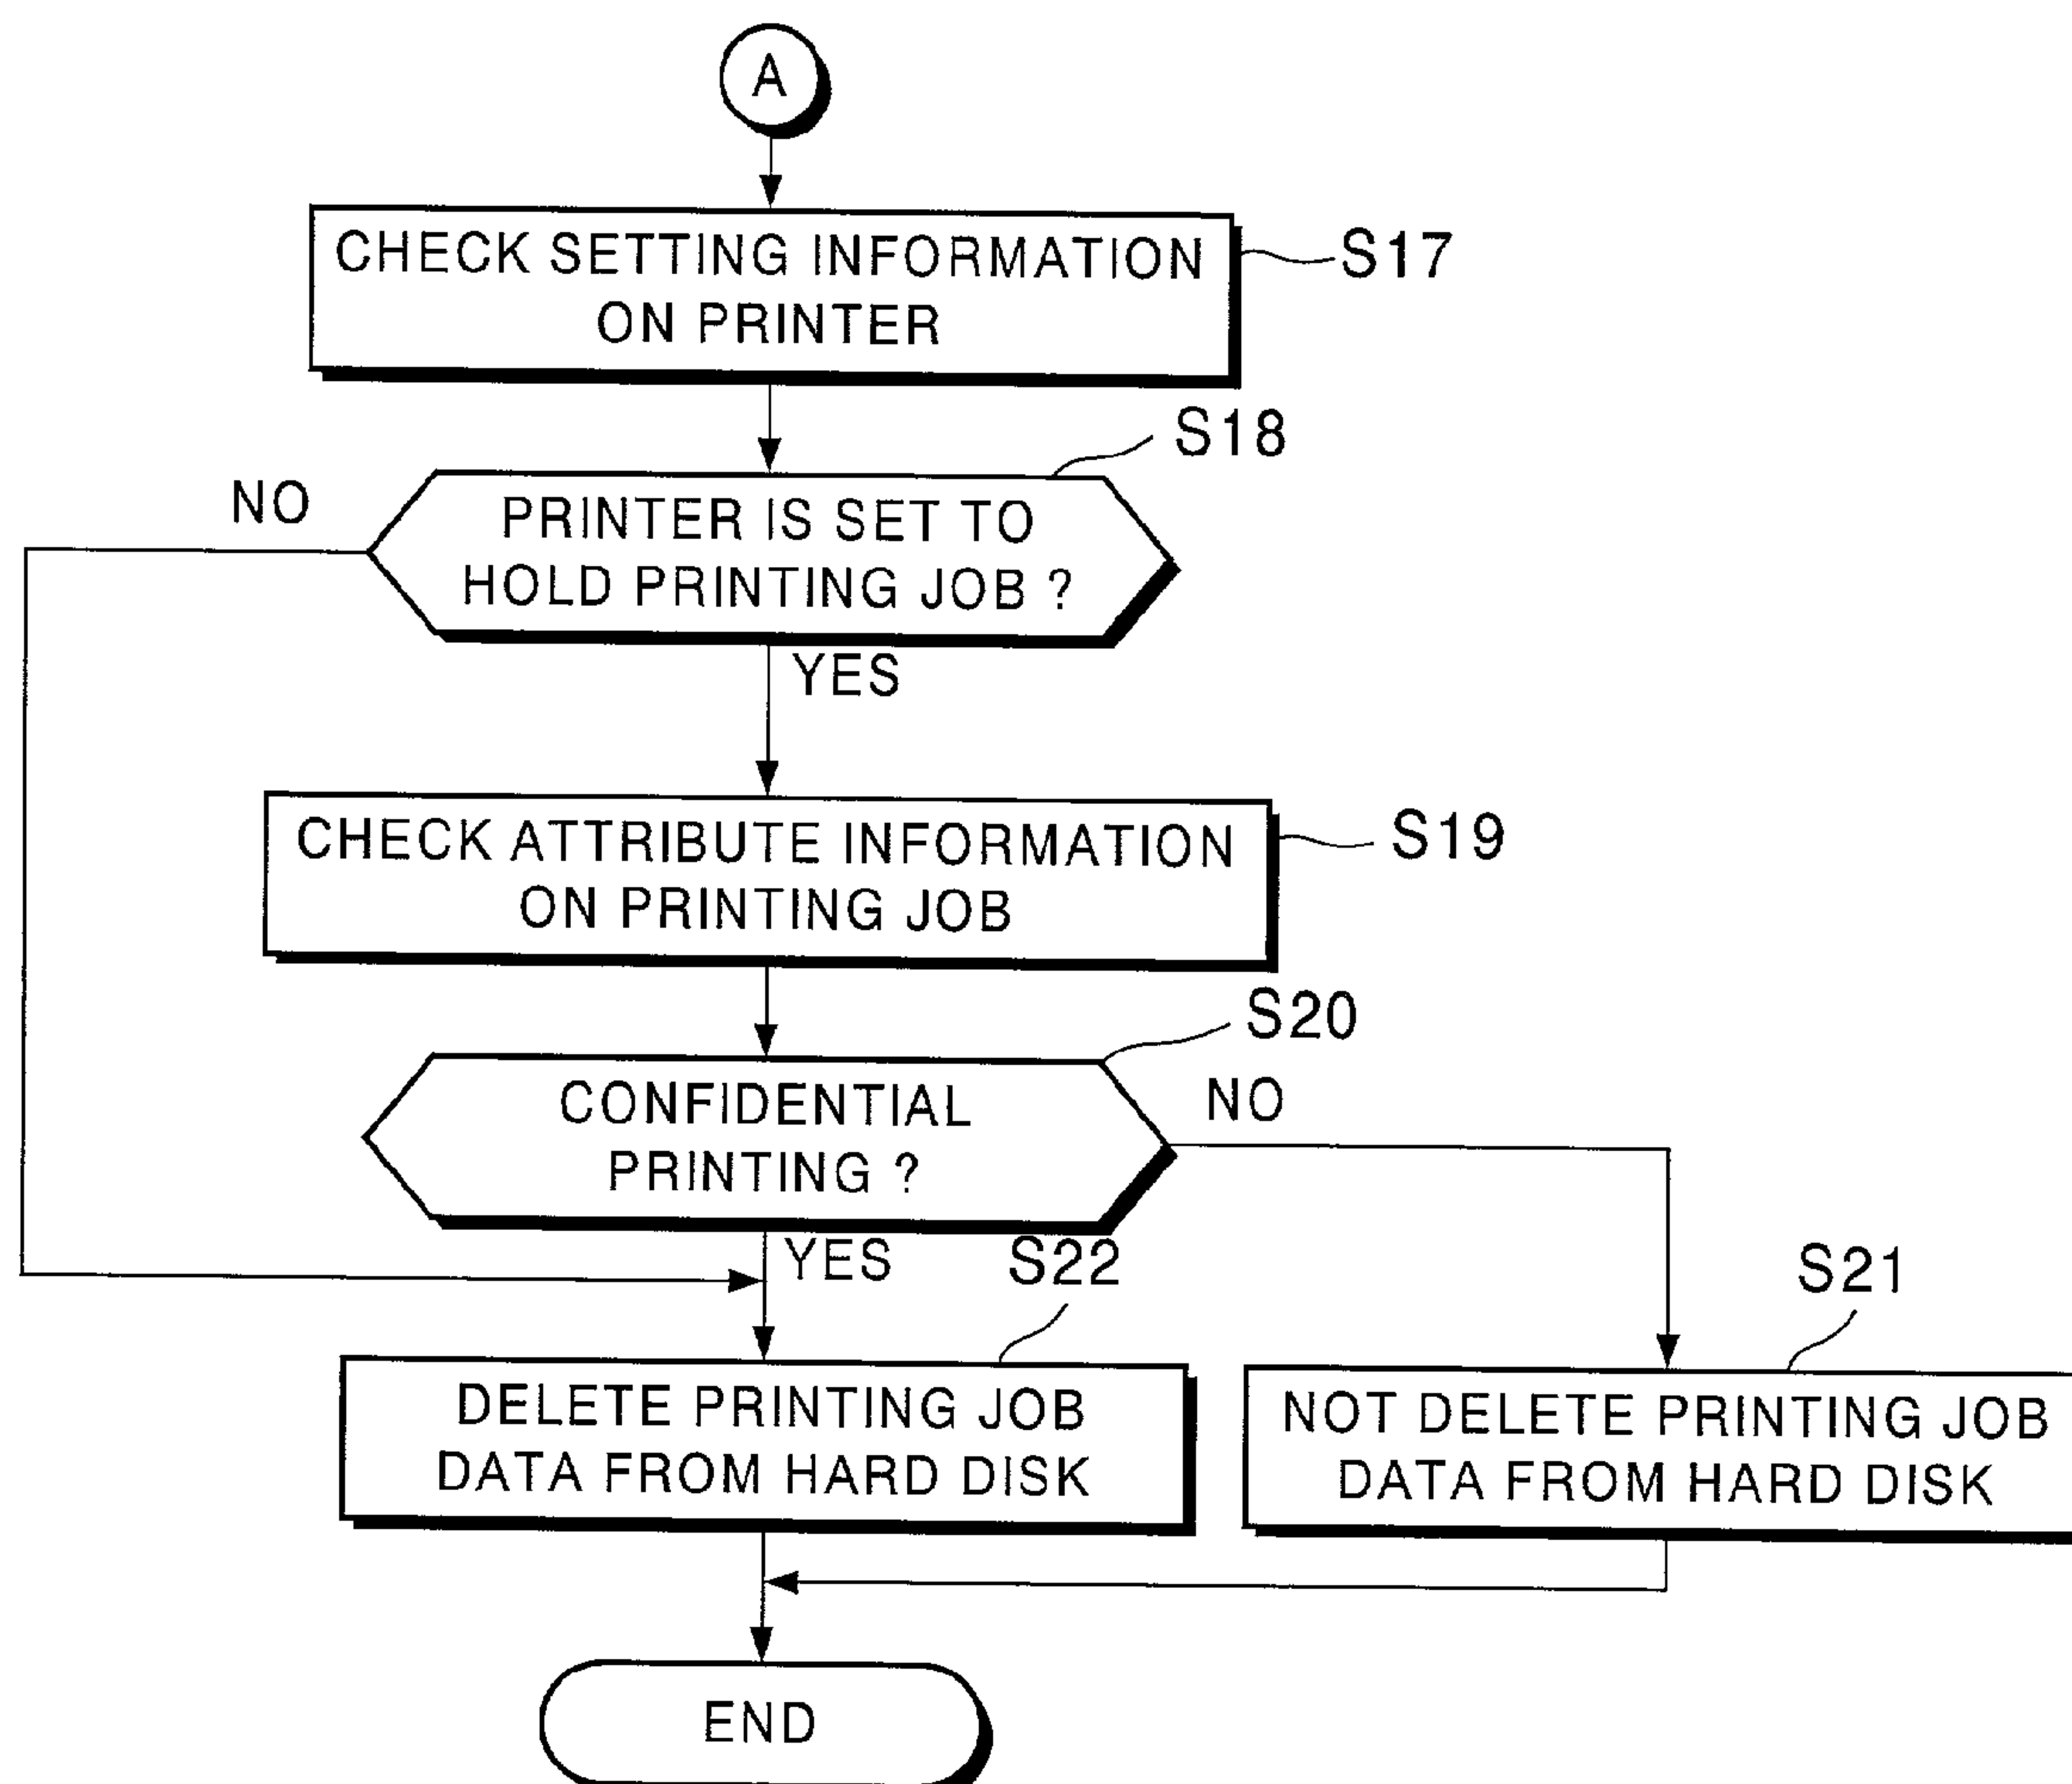 A
CHECK SETTING INFORMATION
ON PRINTER
S17
S18
NO
PRINTER IS SET TO
HOLD PRINTING JOB ?
YES
CHECK ATTRIBUTE INFORMATION
ON PRINTING JOB
S19
S20
CONFIDENTIAL
PRINTING ?
NO
YES
S22
S21
DELETE PRINTING JOB
DATA FROM HARD DISK
NOT DELETE PRINTING JOB
DATA FROM HARD DISK
END